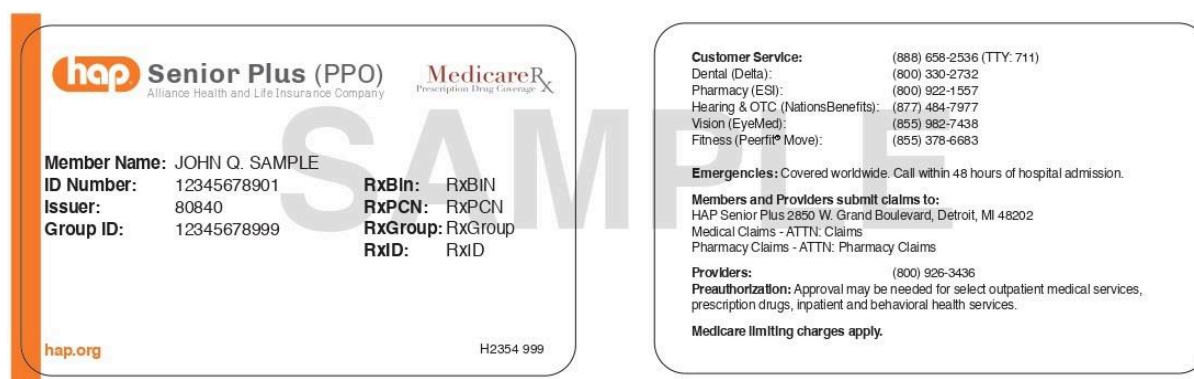 hap Senior Plus (PPO)
Alliance Health and Life Insurance Company
MedicareRx
Prescription Drug Coverage
Member Name: JOHN Q. SAMPLE
ID Number: 12345678901
Issuer: 80840
Group ID: 12345678999
RxBin: RxBIN
RxPCN: RxPCN
RxGroup: RxGroup
RxID: RxID
hap.org
H2354 999
SAMPLE
Customer Service: (888) 658-2536 (TTY: 711)
Dental (Delta): (800) 330-2732
Pharmacy (ESI): (800) 922-1557
Hearing & OTC (NationsBenefits): (877) 484-7977
Vision (EyeMed): (855) 982-7438
Fitness (Peerfit® Move): (855) 378-6683
Emergencies: Covered worldwide. Call within 48 hours of hospital admission.
Members and Providers submit claims to:
HAP Senior Plus 2850 W. Grand Boulevard, Detroit, MI 48202
Medical Claims - ATTN: Claims
Pharmacy Claims - ATTN: Pharmacy Claims
Providers: (800) 926-3436
Preauthorization: Approval may be needed for select outpatient medical services,
prescription drugs, inpatient and behavioral health services.
Medicare limiting charges apply.